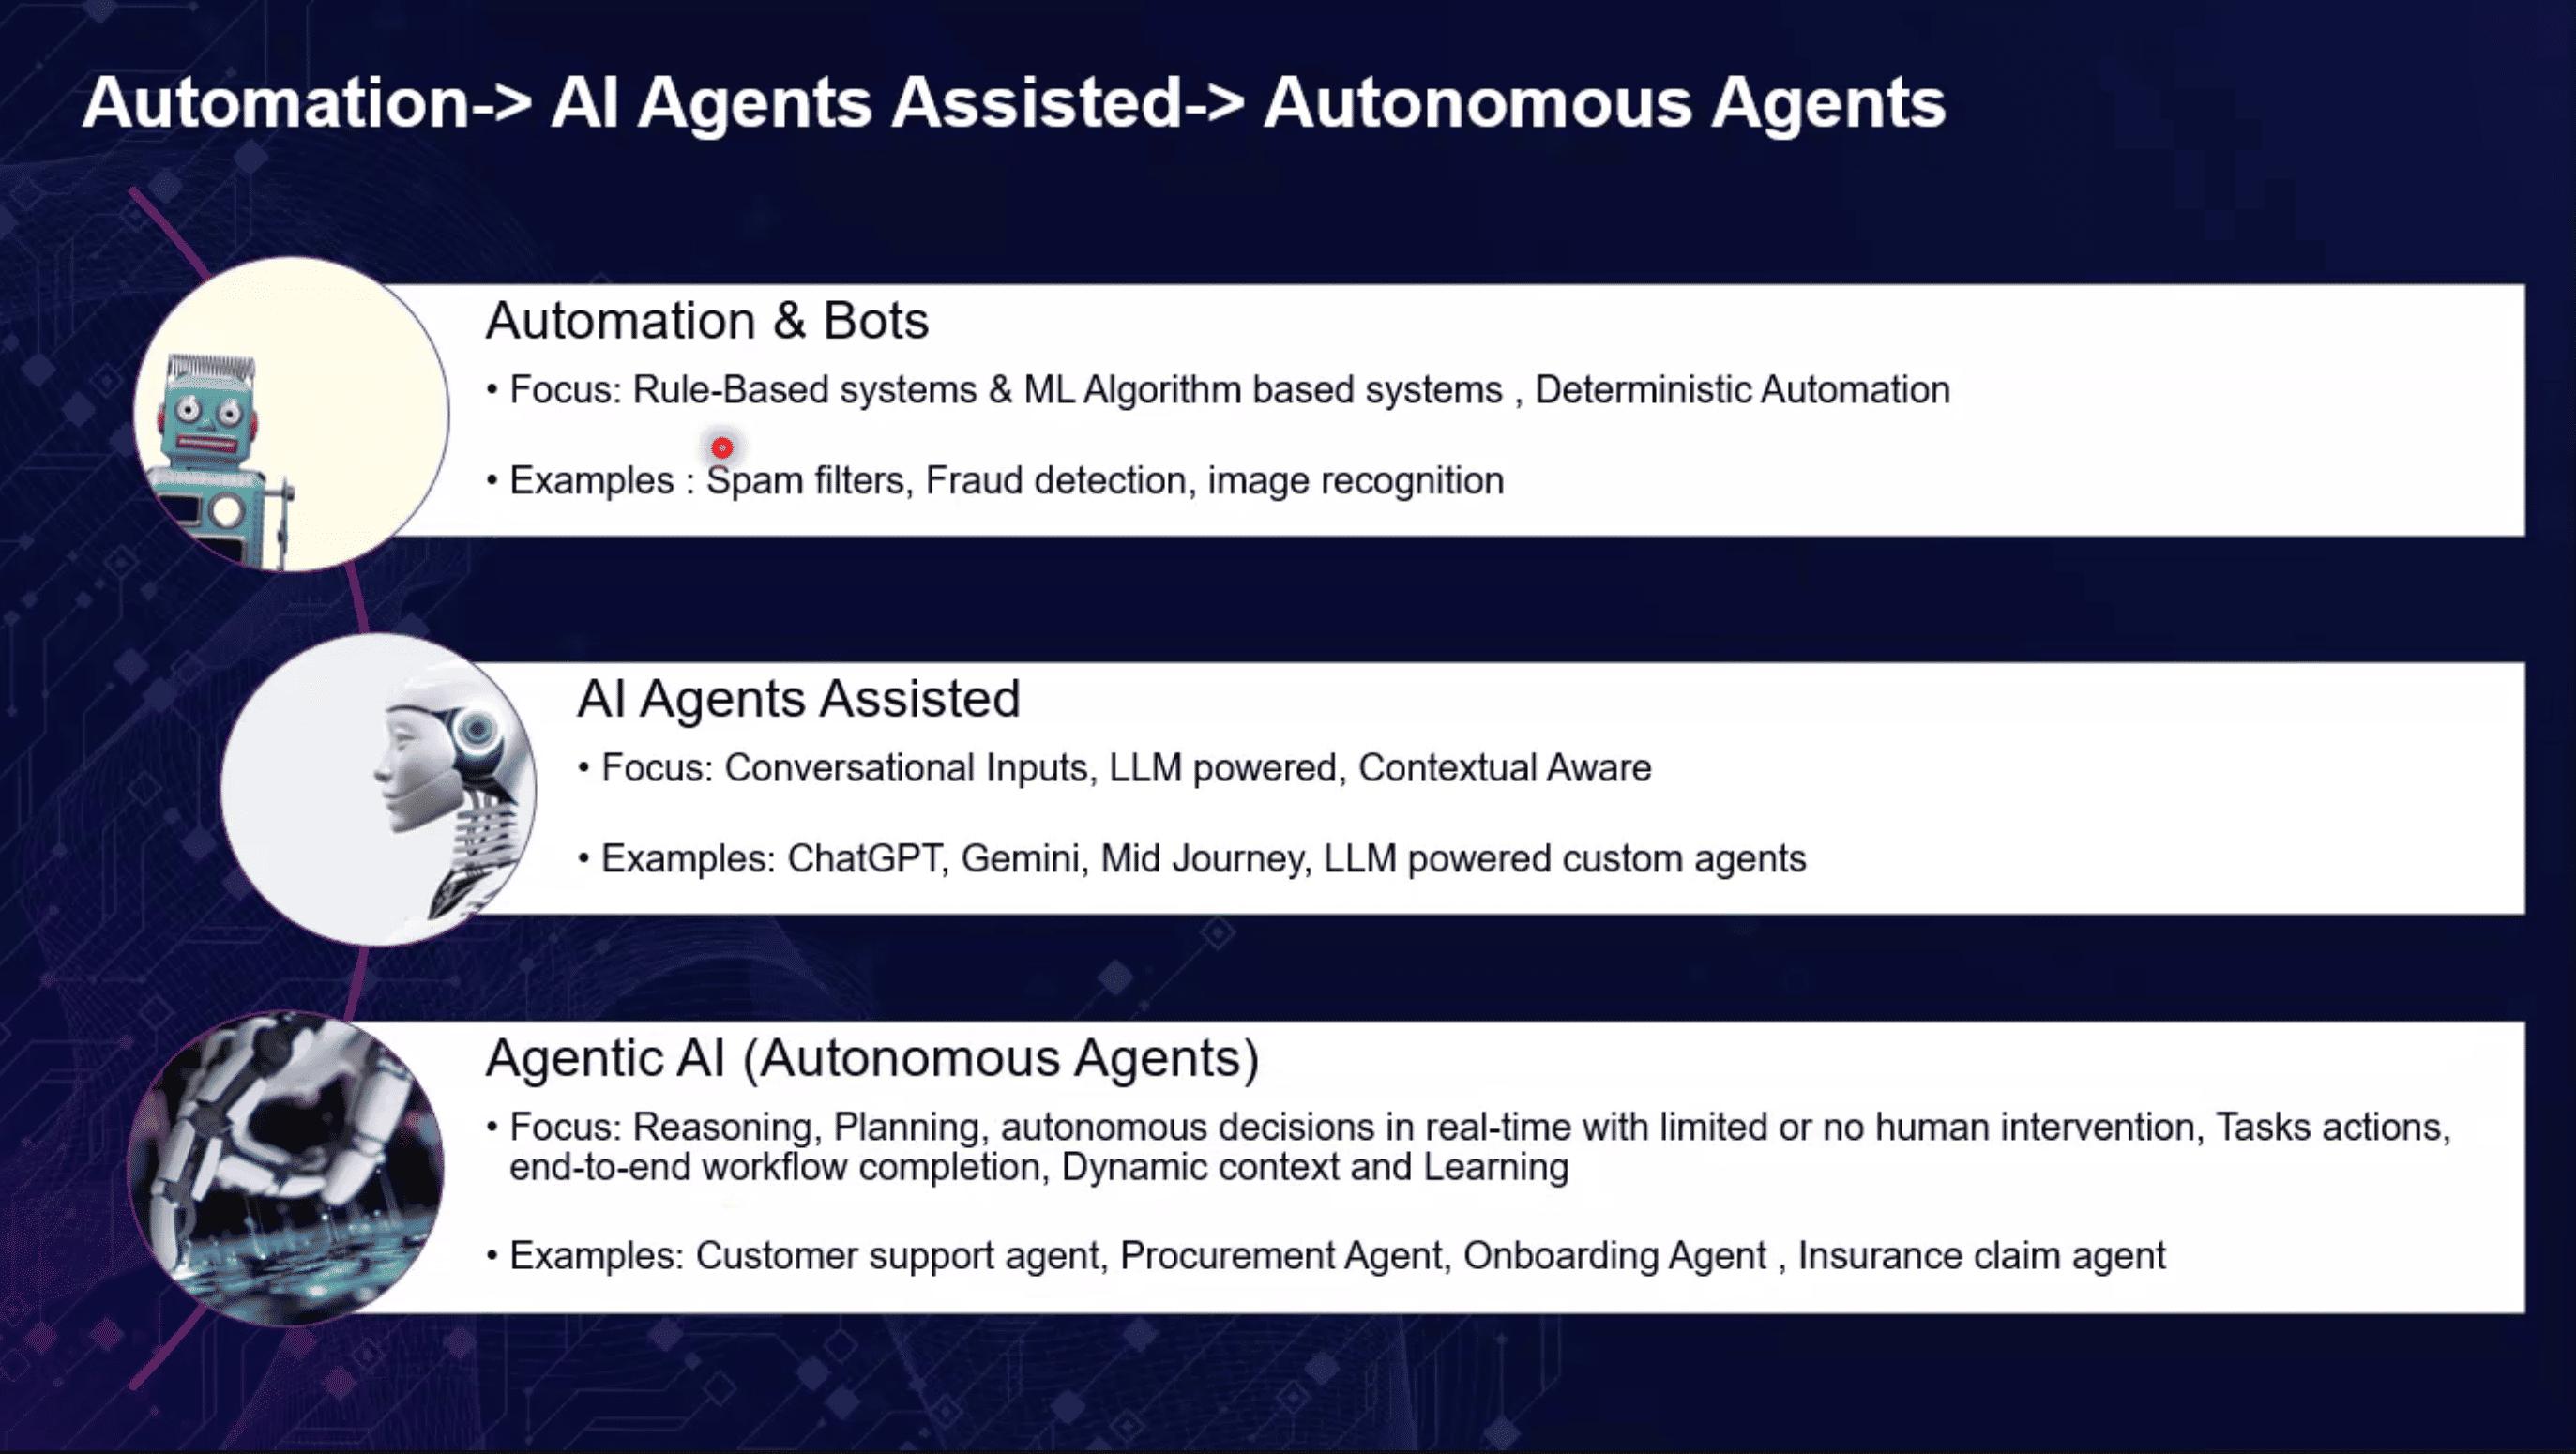 Automation-> AI Agents Assisted-> Autonomous Agents
Automation & Bots
• Focus: Rule-Based systems & ML Algorithm based systems , Deterministic Automation
• Examples : Spam filters, Fraud detection, image recognition
AI Agents Assisted
• Focus: Conversational Inputs, LLM powered, Contextual Aware
• Examples: ChatGPT, Gemini, Mid Journey, LLM powered custom agents
Agentic AI (Autonomous Agents)
• Focus: Reasoning, Planning, autonomous decisions in real-time with limited or no human intervention, Tasks actions,
end-to-end workflow completion, Dynamic context and Learning
• Examples: Customer support agent, Procurement Agent, Onboarding Agent , Insurance claim agent